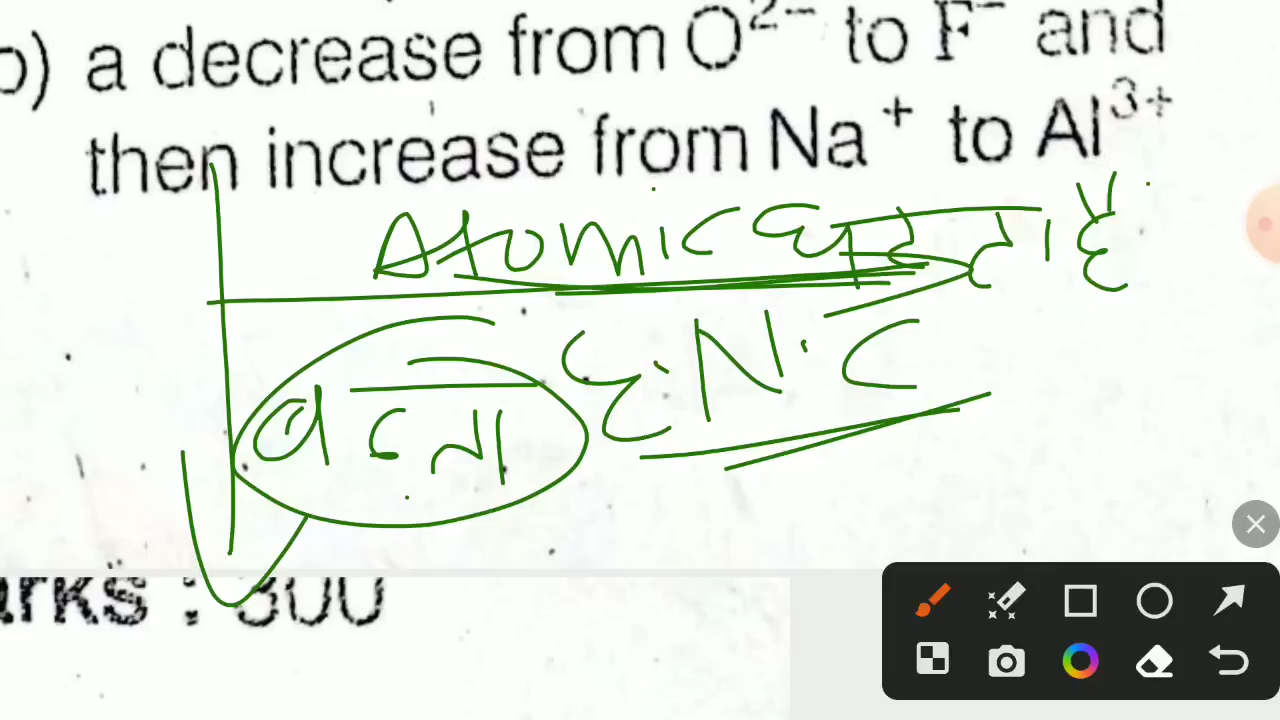 b) a decrease from O²⁻ to F⁻ and
then increase from Na⁺ to Al³⁺
Atomic
E.N.C
arks : 300